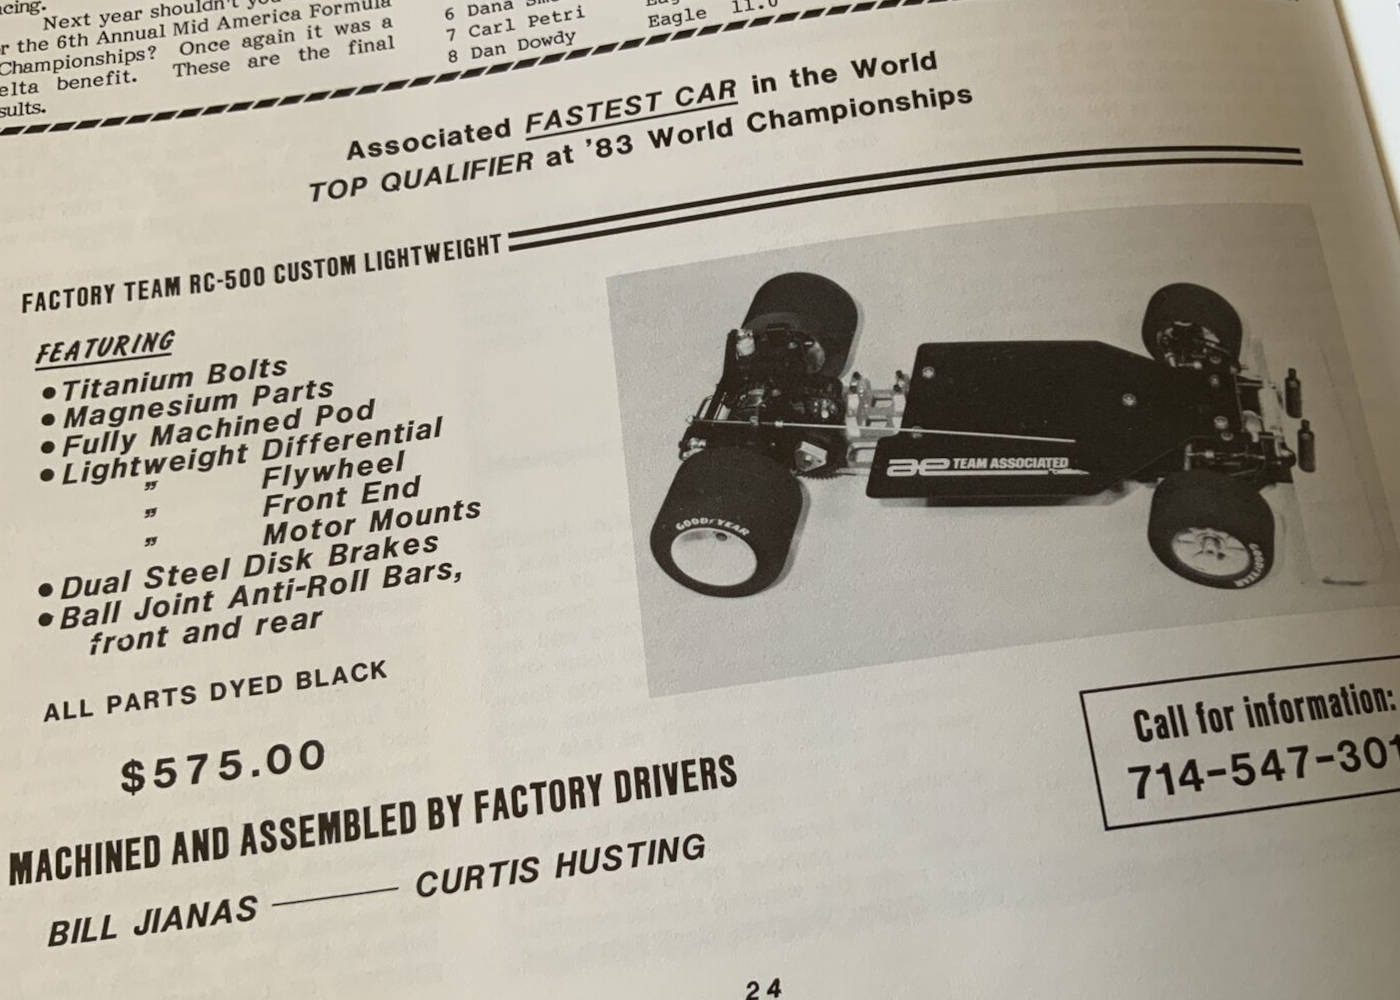 cing.
Next year shouldn't
r the 6th Annual Mid America Formula
Championships? Once again it was a
elta benefit. These are the final
sults.
6 Dana
7 Carl Petri
8 Dan Dowdy
Eagle 11.0
Associated FASTEST CAR in the World
TOP QUALIFIER at '83 World Championships
FACTORY TEAM RC-500 CUSTOM LIGHTWEIGHT
FEATURING
• Titanium Bolts
• Magnesium Parts
• Fully Machined Pod
• Lightweight Differential
" Flywheel
" Front End
" Motor Mounts
• Dual Steel Disk Brakes
• Ball Joint Anti-Roll Bars,
front and rear
ALL PARTS DYED BLACK
$575.00
MACHINED AND ASSEMBLED BY FACTORY DRIVERS
BILL JIANAS — CURTIS HUSTING
ae TEAM ASSOCIATED
GOODYEAR
GOODYEAR
Call for information:
714-547-301
24